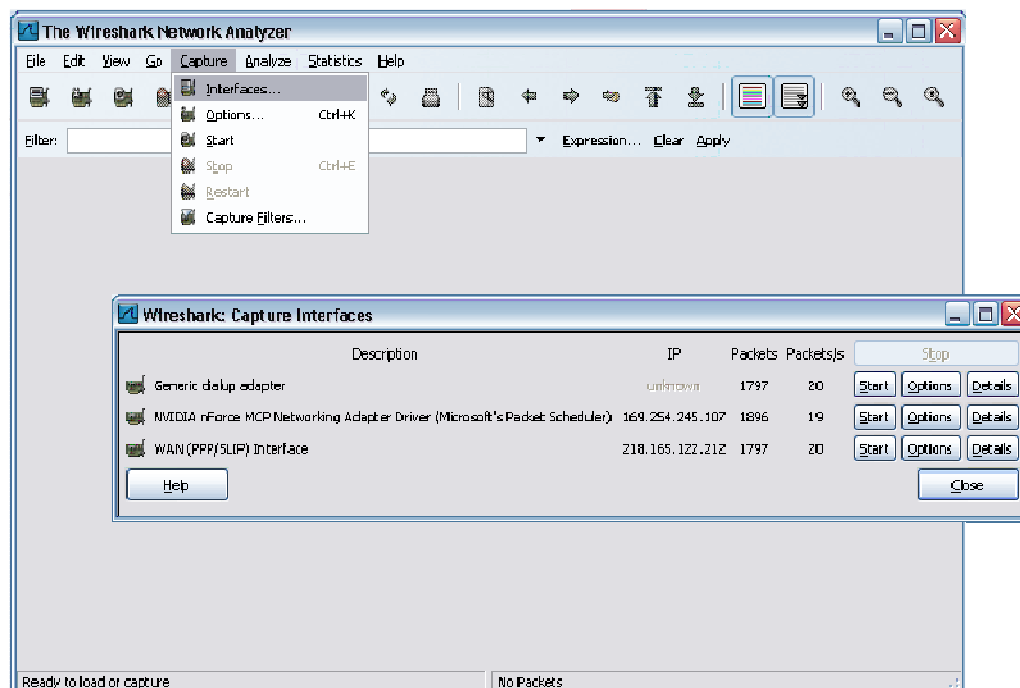 The Wireshark Network Analyzer
File Edit View Go Capture Analyze Statistics Help
Interfaces...
Options... Ctrl+K
Start
Stop Ctrl+E
Restart
Capture Filters...
Filter: Expression... Clear Apply
Wireshark: Capture Interfaces
Description IP Packets Packets/s Stop
Generic dialup adapter unknown 1797 20 Start Options Details
NVIDIA nForce MCP Networking Adapter Driver (Microsoft's Packet Scheduler) 169.254.245.107 1896 19 Start Options Details
WAN (PPP/SLIP) Interface 218.165.122.212 1797 20 Start Options Details
Help Close
Ready to load or capture No Packets